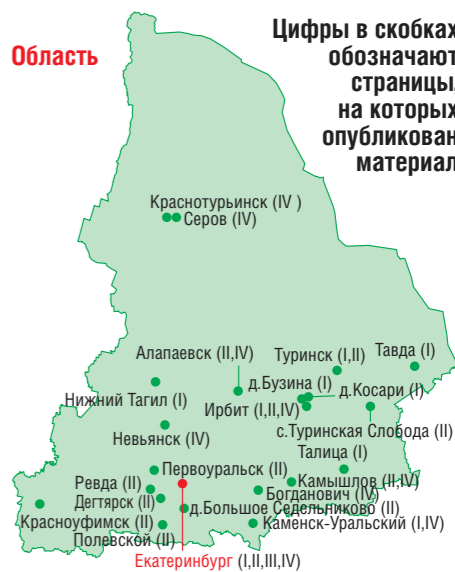 Область
Цифры в скобках
обозначают
страницы,
на которых
опубликован
материал
Краснотурьинск (IV )
Серов (IV)
Алапаевск (II,IV)
Туринск (I,II)
Тавда (I)
д.Бузина (I)
д.Косари (I)
Нижний Тагил (I)
Ирбит (I,II,IV)
с.Туринская Слобода (II)
Невьянск (IV)
Талица (I)
Первоуральск (II)
Ревда (II)
Камышлов (II,IV)
Богданович (IV)
Дегтярск (II)
д.Большое Седельниково (II)
Красноуфимск (II)
Каменск-Уральский (I,IV)
Полевской (II)
Екатеринбург (I,II,III,IV)